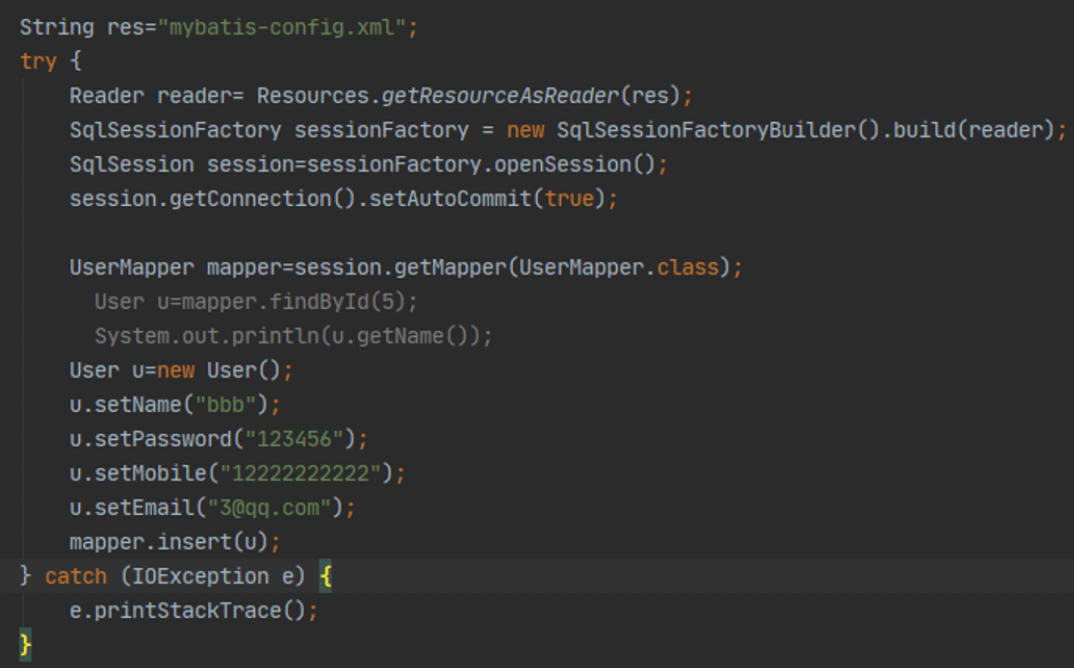 String res="mybatis-config.xml";
try {
Reader reader= Resources.getResourceAsReader(res);
SqlSessionFactory sessionFactory = new SqlSessionFactoryBuilder().build(reader);
SqlSession session=sessionFactory.openSession();
session.getConnection().setAutoCommit(true);
UserMapper mapper=session.getMapper(UserMapper.class);
User u=mapper.findById(5);
System.out.println(u.getName());
User u=new User();
u.setName("bbb");
u.setPassword("123456");
u.setMobile("12222222222");
u.setEmail("3@qq.com");
mapper.insert(u);
} catch (IOException e) {
e.printStackTrace();
}